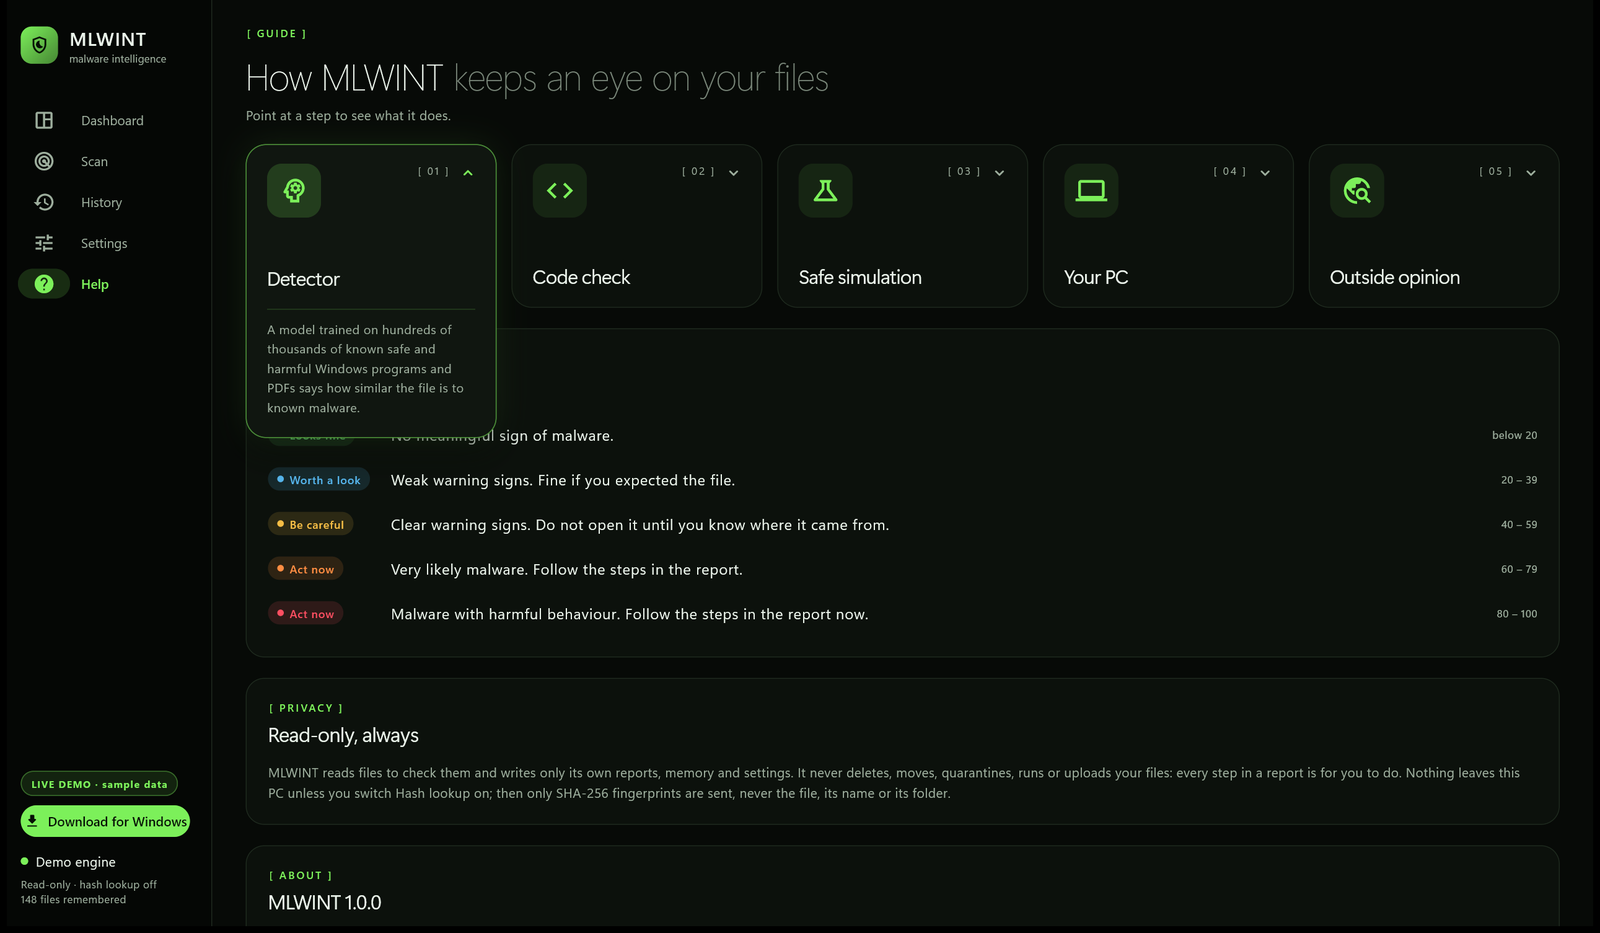 MLWINT
malware intelligence
Dashboard
Scan
History
Settings
Help
LIVE DEMO · sample data
Download for Windows
Demo engine
Read-only · hash lookup off
148 files remembered
[ GUIDE ]
How MLWINT keeps an eye on your files
Point at a step to see what it does.
[ 01 ]
Detector
A model trained on hundreds of
thousands of known safe and
harmful Windows programs and
PDFs says how similar the file is to
known malware.
[ 02 ]
Code check
[ 03 ]
Safe simulation
[ 04 ]
Your PC
[ 05 ]
Outside opinion
No meaningful sign of malware.
below 20
Worth a look
Weak warning signs. Fine if you expected the file.
20 – 39
Be careful
Clear warning signs. Do not open it until you know where it came from.
40 – 59
Act now
Very likely malware. Follow the steps in the report.
60 – 79
Act now
Malware with harmful behaviour. Follow the steps in the report now.
80 – 100
[ PRIVACY ]
Read-only, always
MLWINT reads files to check them and writes only its own reports, memory and settings. It never deletes, moves, quarantines, runs or uploads your files: every step in a report is for you to do. Nothing leaves this
PC unless you switch Hash lookup on; then only SHA-256 fingerprints are sent, never the file, its name or its folder.
[ ABOUT ]
MLWINT 1.0.0